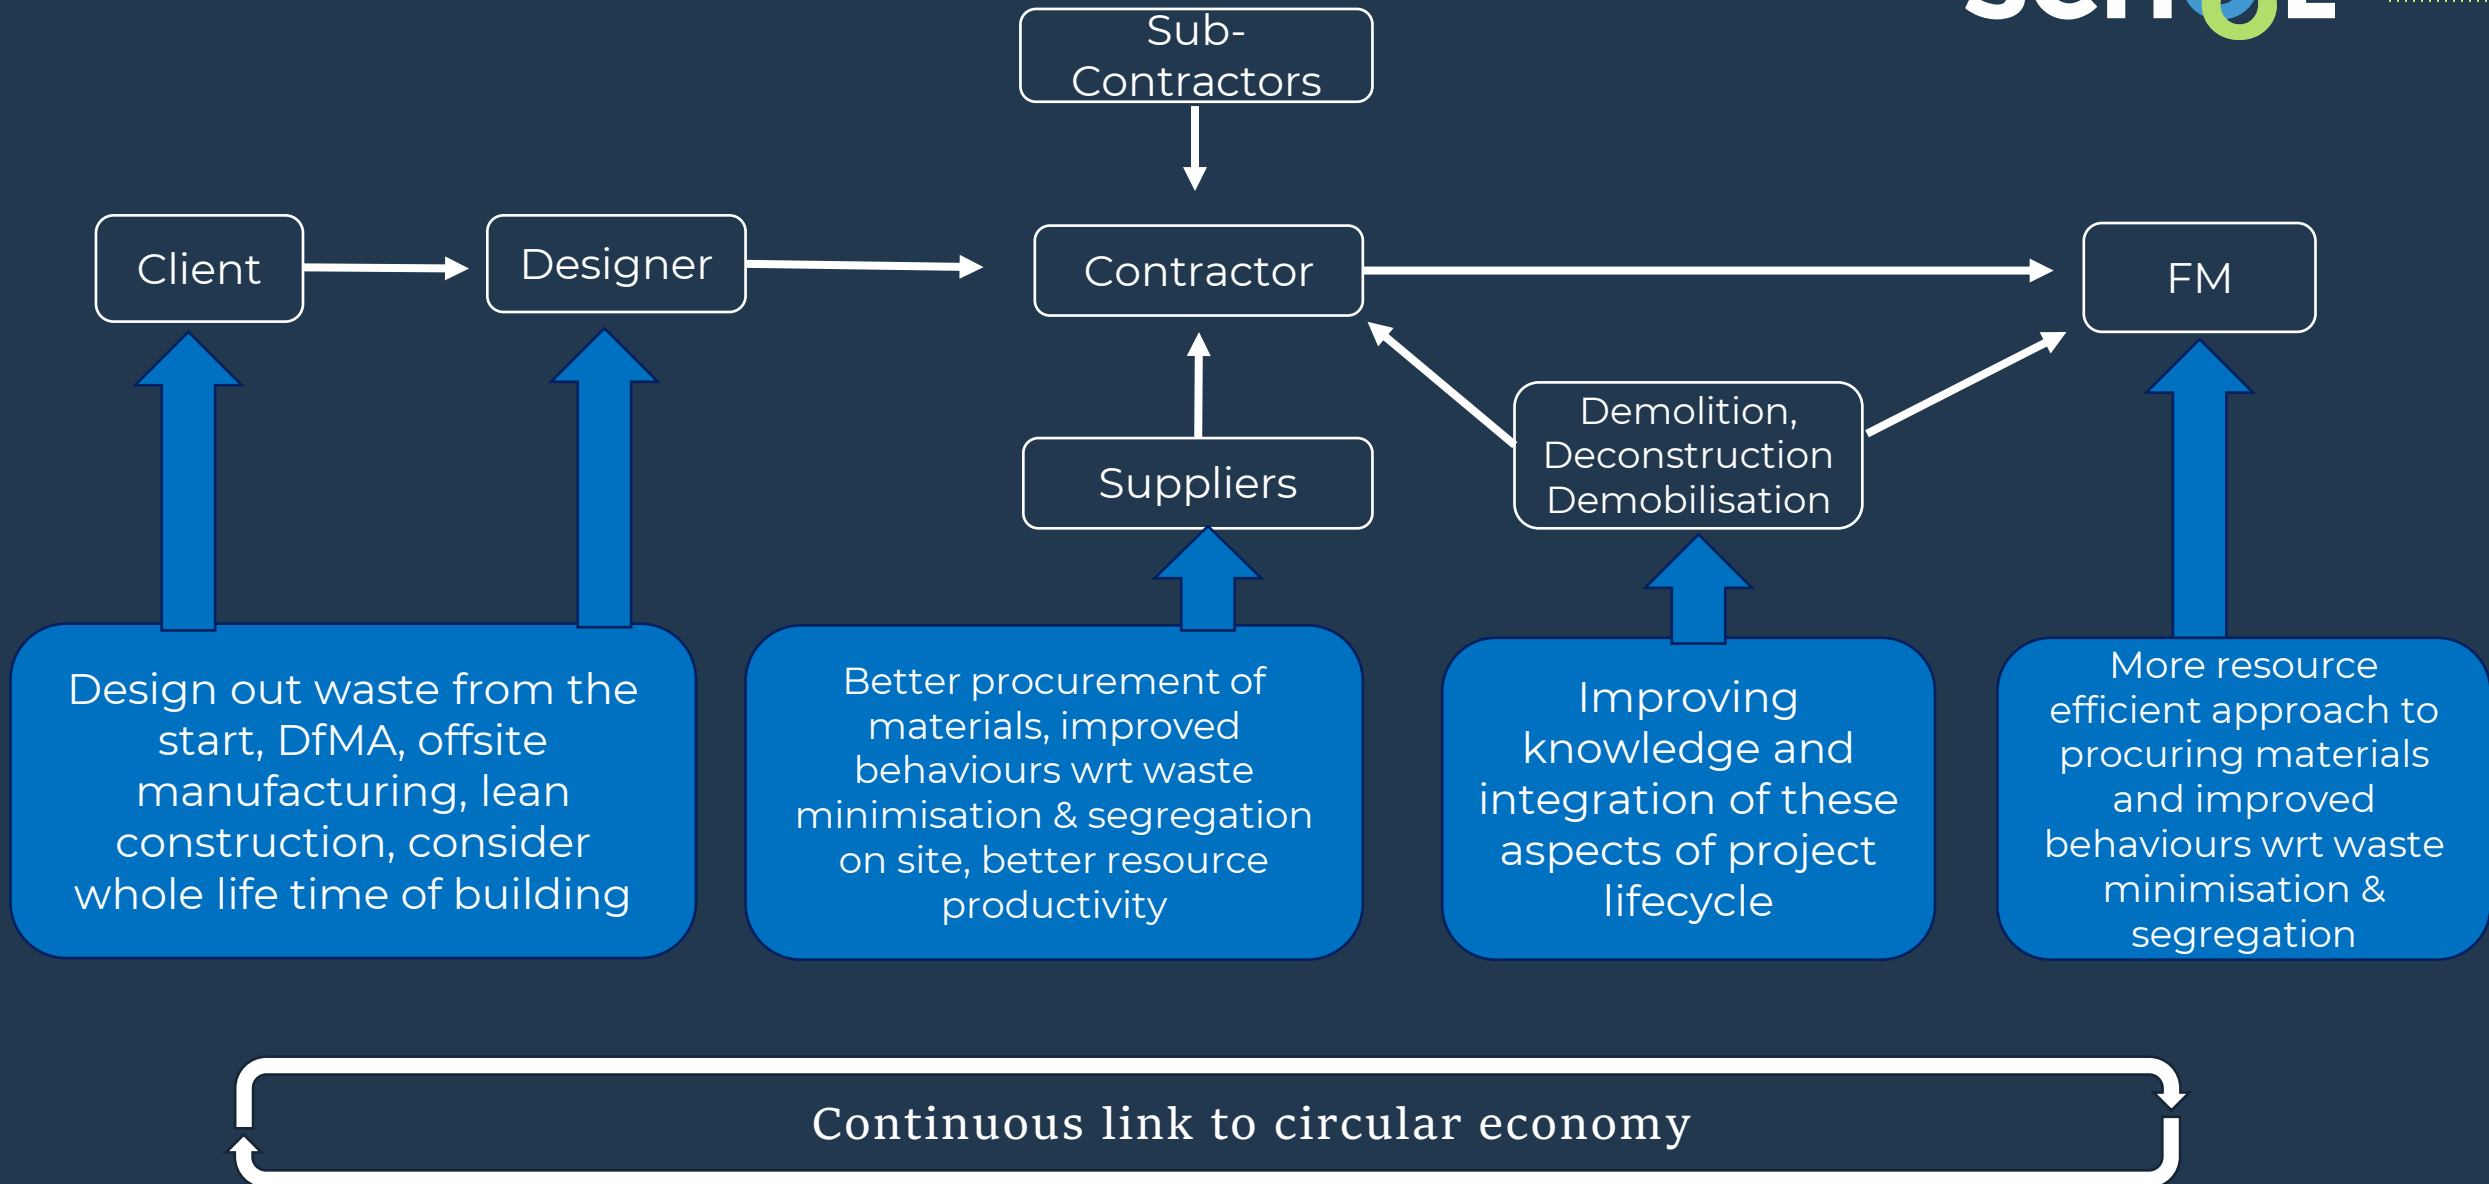 Sub-
Contractors
Client
Designer
Contractor
FM
Suppliers
Demolition,
Deconstruction
Demobilisation
Design out waste from the
start, DfMA, offsite
manufacturing, lean
construction, consider
whole life time of building
Better procurement of
materials, improved
behaviours wrt waste
minimisation & segregation
on site, better resource
productivity
Improving
knowledge and
integration of these
aspects of project
lifecycle
More resource
efficient approach to
procuring materials
and improved
behaviours wrt waste
minimisation &
segregation
Continuous link to circular economy